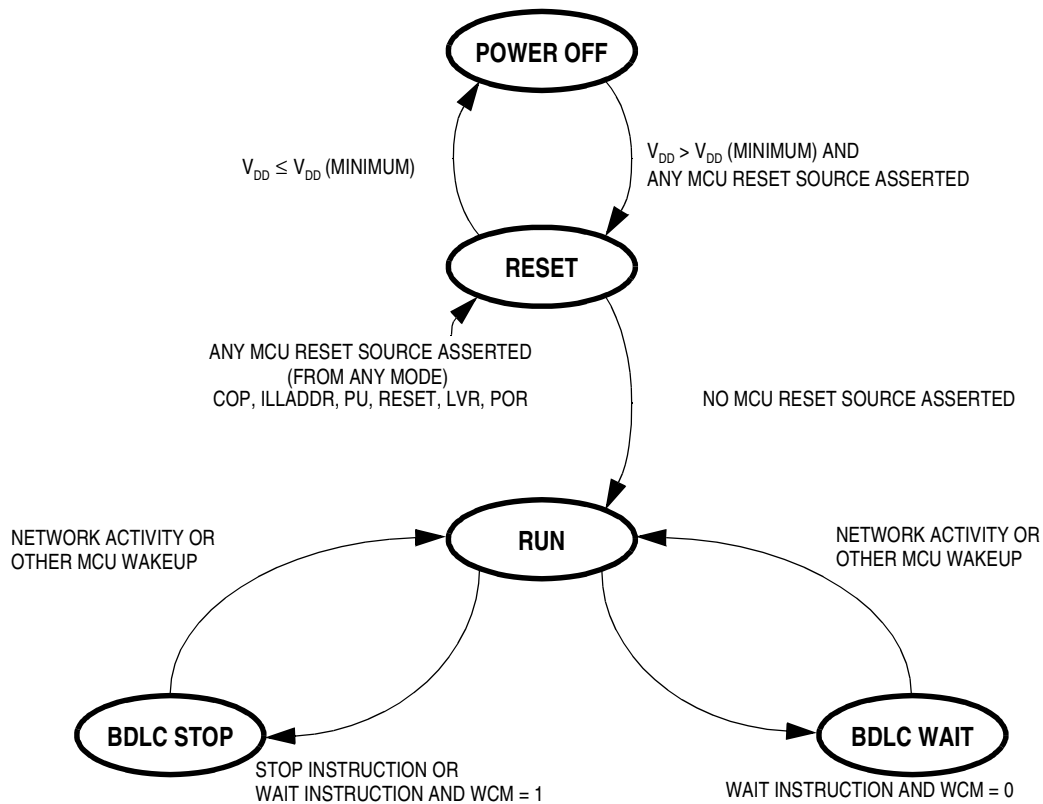 POWER OFF
V_DD ≤ V_DD (MINIMUM)
V_DD > V_DD (MINIMUM) AND
ANY MCU RESET SOURCE ASSERTED
RESET
ANY MCU RESET SOURCE ASSERTED
(FROM ANY MODE)
COP, ILLADDR, PU, RESET, LVR, POR
NO MCU RESET SOURCE ASSERTED
NETWORK ACTIVITY OR
OTHER MCU WAKEUP
RUN
NETWORK ACTIVITY OR
OTHER MCU WAKEUP
BDLC STOP
BDLC WAIT
STOP INSTRUCTION OR
WAIT INSTRUCTION AND WCM = 1
WAIT INSTRUCTION AND WCM = 0